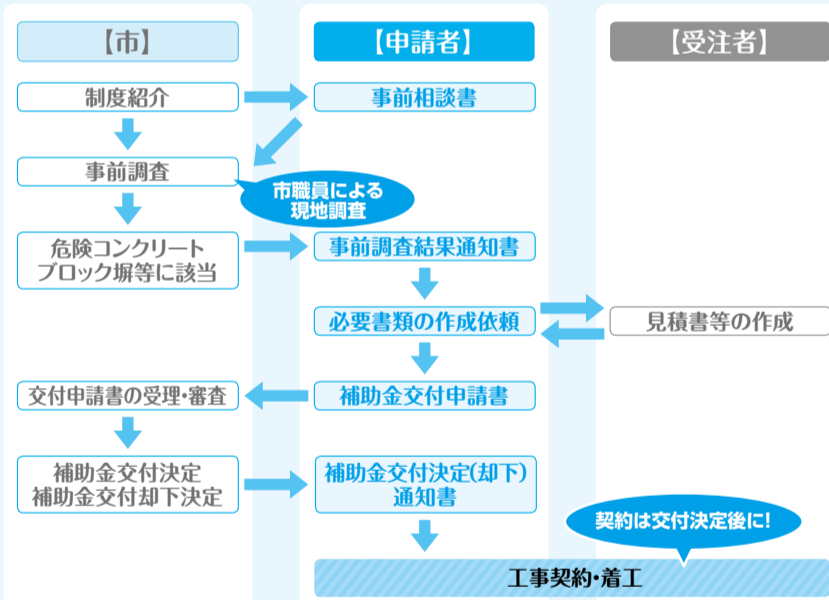 【市】
【申請者】
【受注者】
制度紹介
事前相談書
事前調査
市職員による
現地調査
危険コンクリート
ブロック塀等に該当
事前調査結果通知書
必要書類の作成依頼
見積書等の作成
交付申請書の受理・審査
補助金交付申請書
補助金交付決定
補助金交付却下決定
補助金交付決定(却下)
通知書
契約は交付決定後に!
工事契約・着工